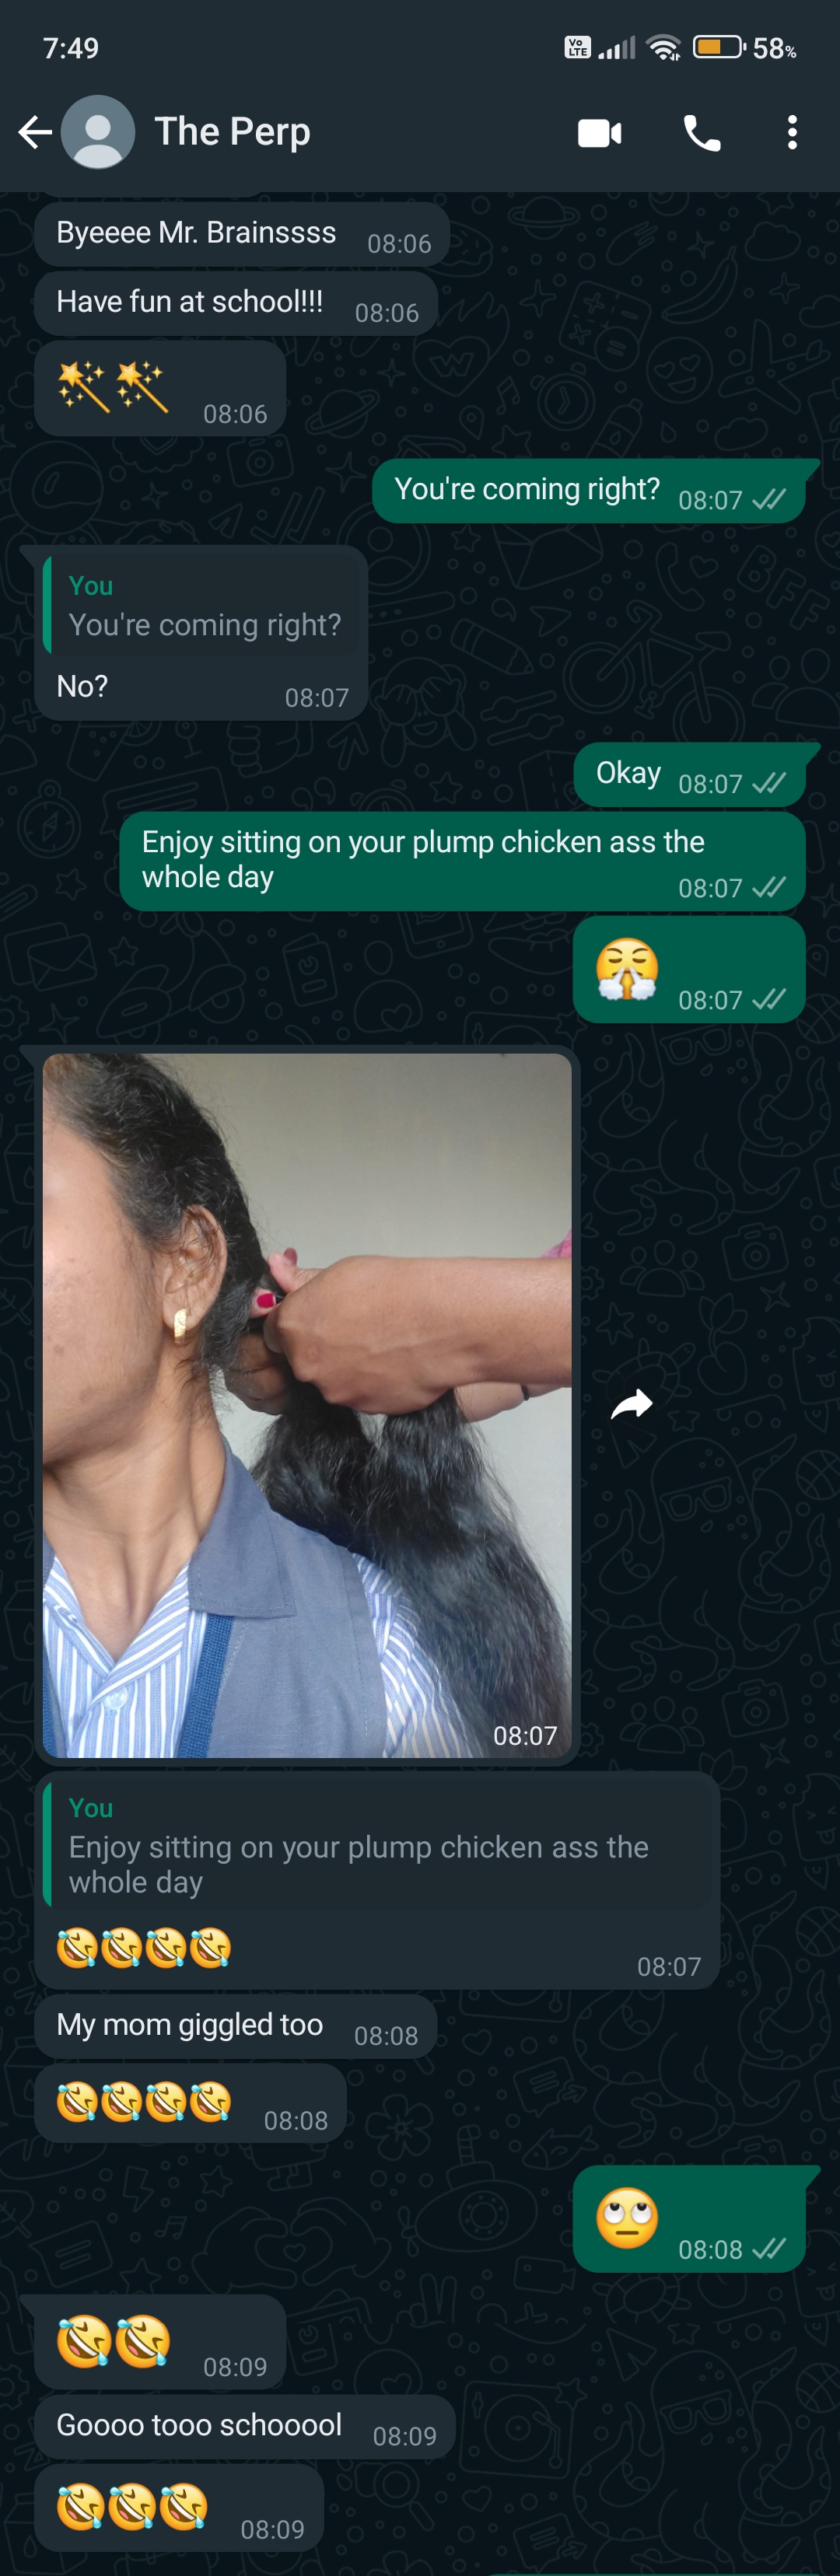 7:49
Vo LTE
58%
The Perp
Byeeee Mr. Brainssss 08:06
Have fun at school!!! 08:06
🪄🪄 08:06
You're coming right? 08:07
You
You're coming right?
No? 08:07
Okay 08:07
Enjoy sitting on your plump chicken ass the
whole day 08:07
😤 08:07
08:07
You
Enjoy sitting on your plump chicken ass the
whole day
🤣🤣🤣🤣 08:07
My mom giggled too 08:08
🤣🤣🤣🤣 08:08
🙄 08:08
🤣🤣 08:09
Goooo tooo schooool 08:09
🤣🤣🤣 08:09